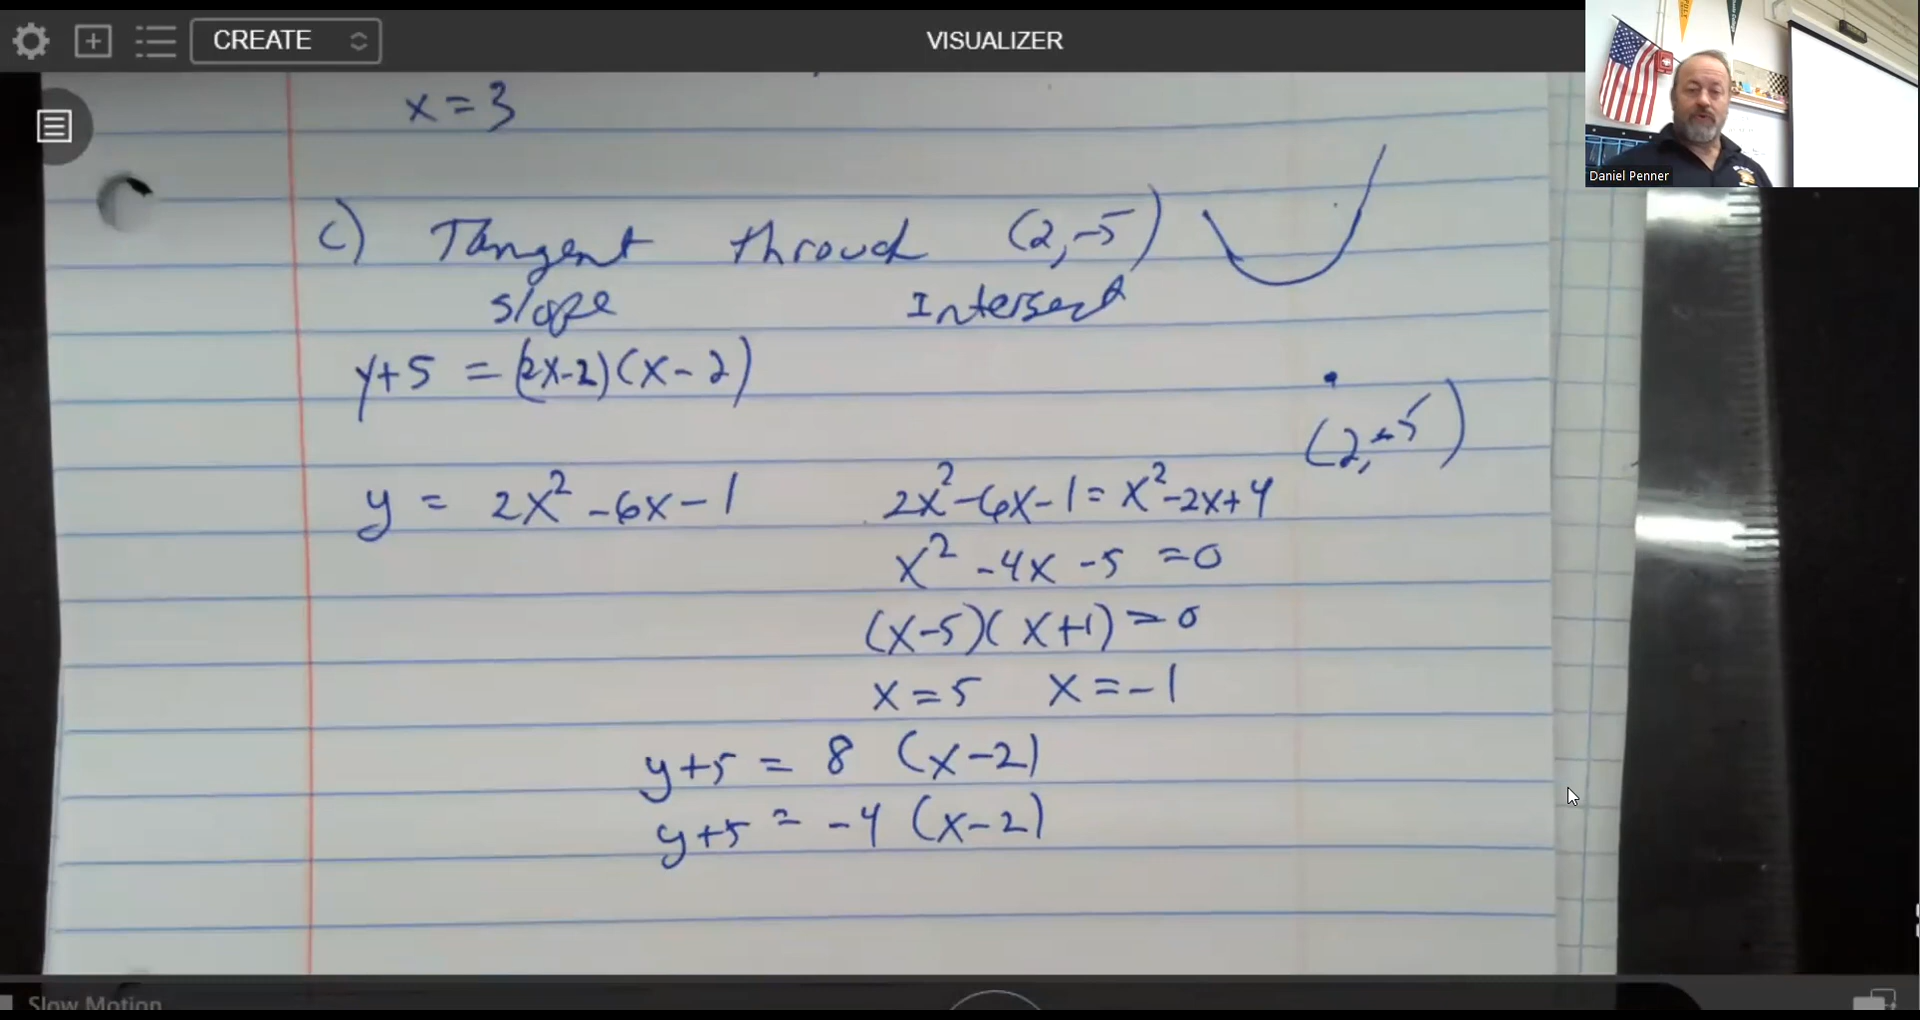 CREATE
VISUALIZER
Daniel Penner
x = 3
c) Tangent through (2, -5)
slope Intersect
y+5 = (2x-2)(x-2)
(2, -5)
y = 2x² - 6x - 1
2x² - 6x - 1 = x² - 2x + 4
x² - 4x - 5 = 0
(x-5)(x+1) = 0
x = 5 x = -1
y+5 = 8 (x-2)
y+5 = -4 (x-2)
Slow Motion